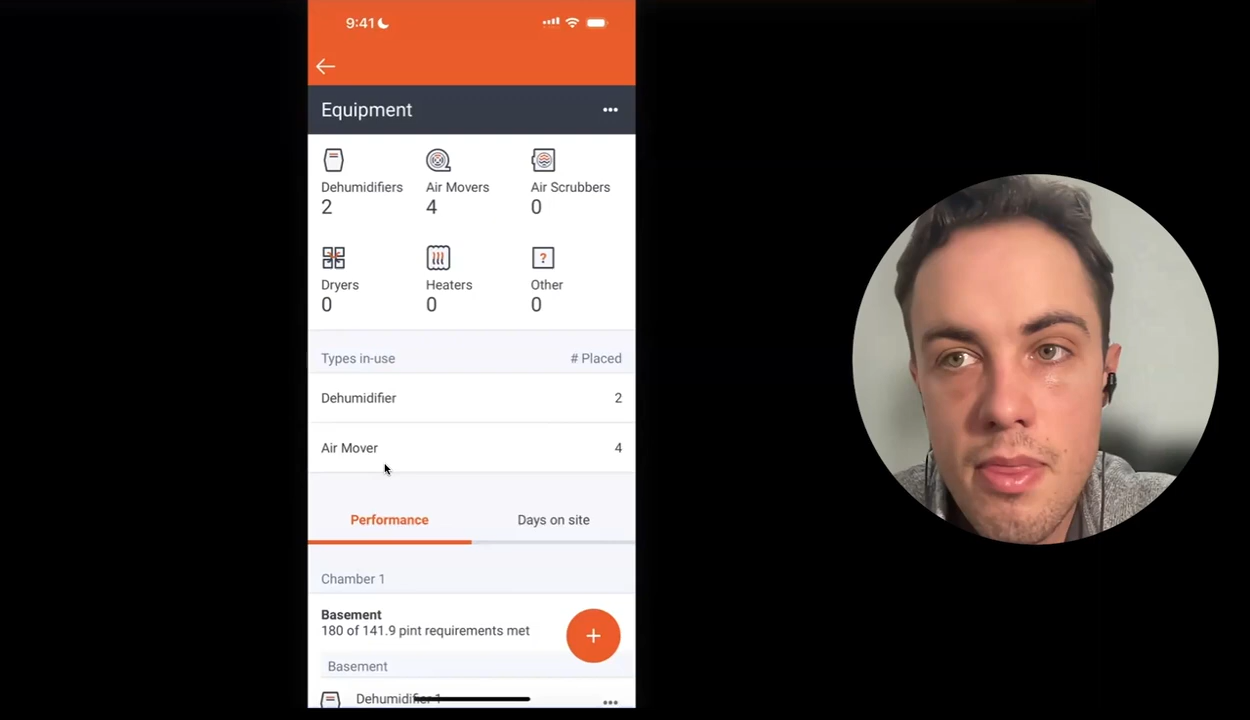 9:41
Equipment
Dehumidifiers Air Movers Air Scrubbers
2 4 0
?
Dryers Heaters Other
0 0 0
Types in-use # Placed
Dehumidifier 2
Air Mover 4
Performance Days on site
Chamber 1
Basement
180 of 141.9 pint requirements met
+
Basement
Dehumidifier 1